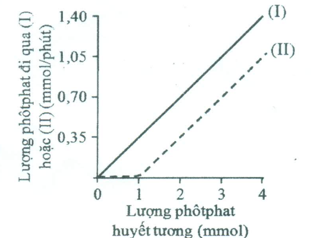 Lượng phôtphat đi qua (I)
hoặc (II) (mmol/phút)
1,40
1,05
0,70
0,35
(I)
(II)
0 1 2 3 4
Lượng phôtphat
huyết tương (mmol)